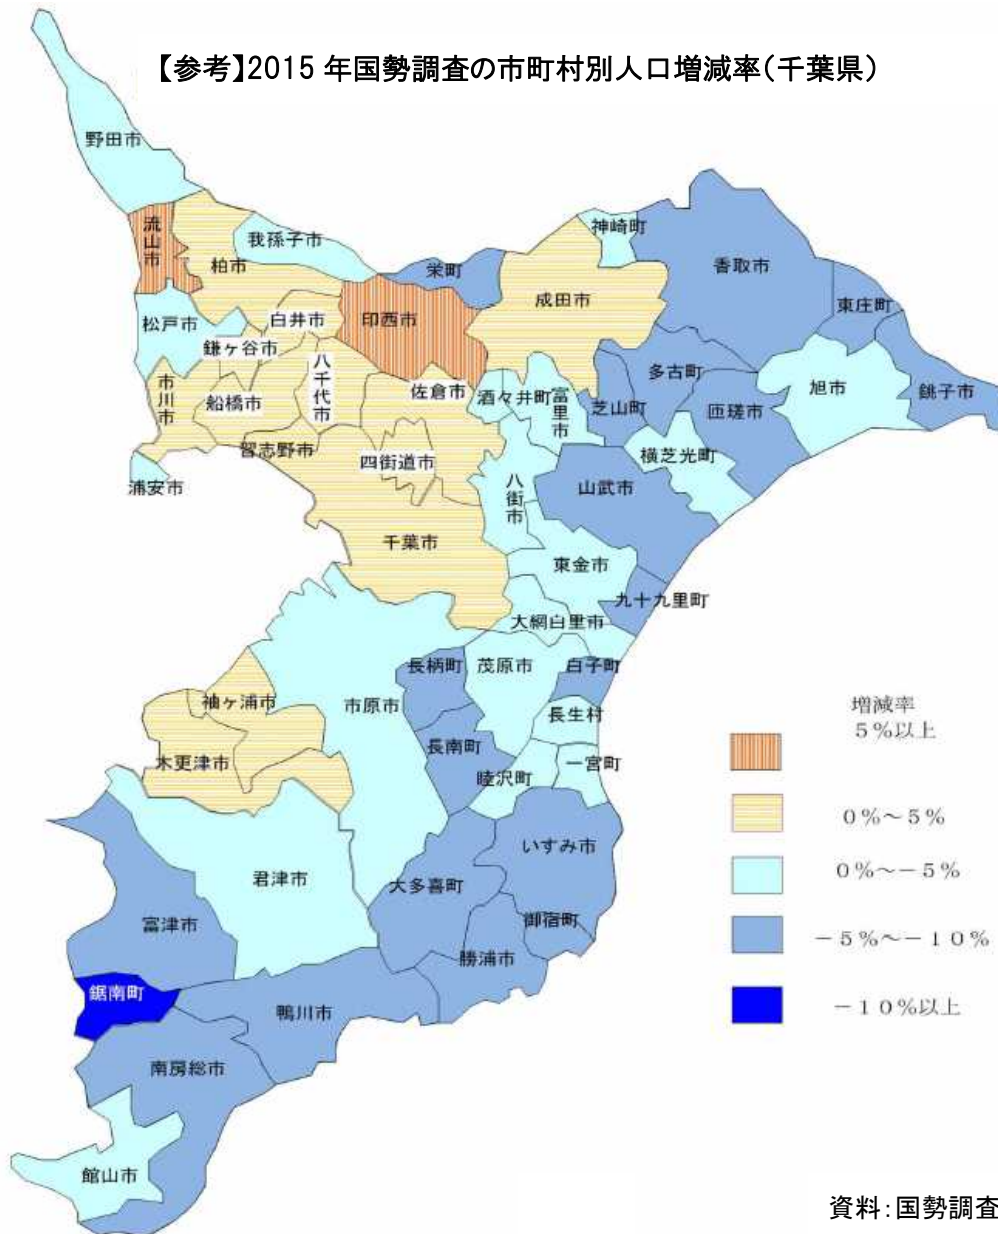 【参考】2015 年国勢調査の市町村別人口増減率(千葉県)
野田市
流山市
柏市
我孫子市
栄町
神崎町
香取市
東庄町
成田市
印西市
白井市
松戸市
鎌ヶ谷市
八千代市
市川市
船橋市
佐倉市
酒々井町
富里市
芝山町
多古町
匝瑳市
旭市
銚子市
横芝光町
習志野市
四街道市
浦安市
八街市
山武市
千葉市
東金市
九十九里町
大網白里市
長柄町
茂原市
白子町
袖ヶ浦市
市原市
長生村
長南町
木更津市
睦沢町
一宮町
いすみ市
君津市
大多喜町
富津市
御宿町
勝浦市
鋸南町
鴨川市
南房総市
館山市
増減率
5%以上
0%~5%
0%~-5%
-5%~-10%
-10%以上
資料:国勢調査